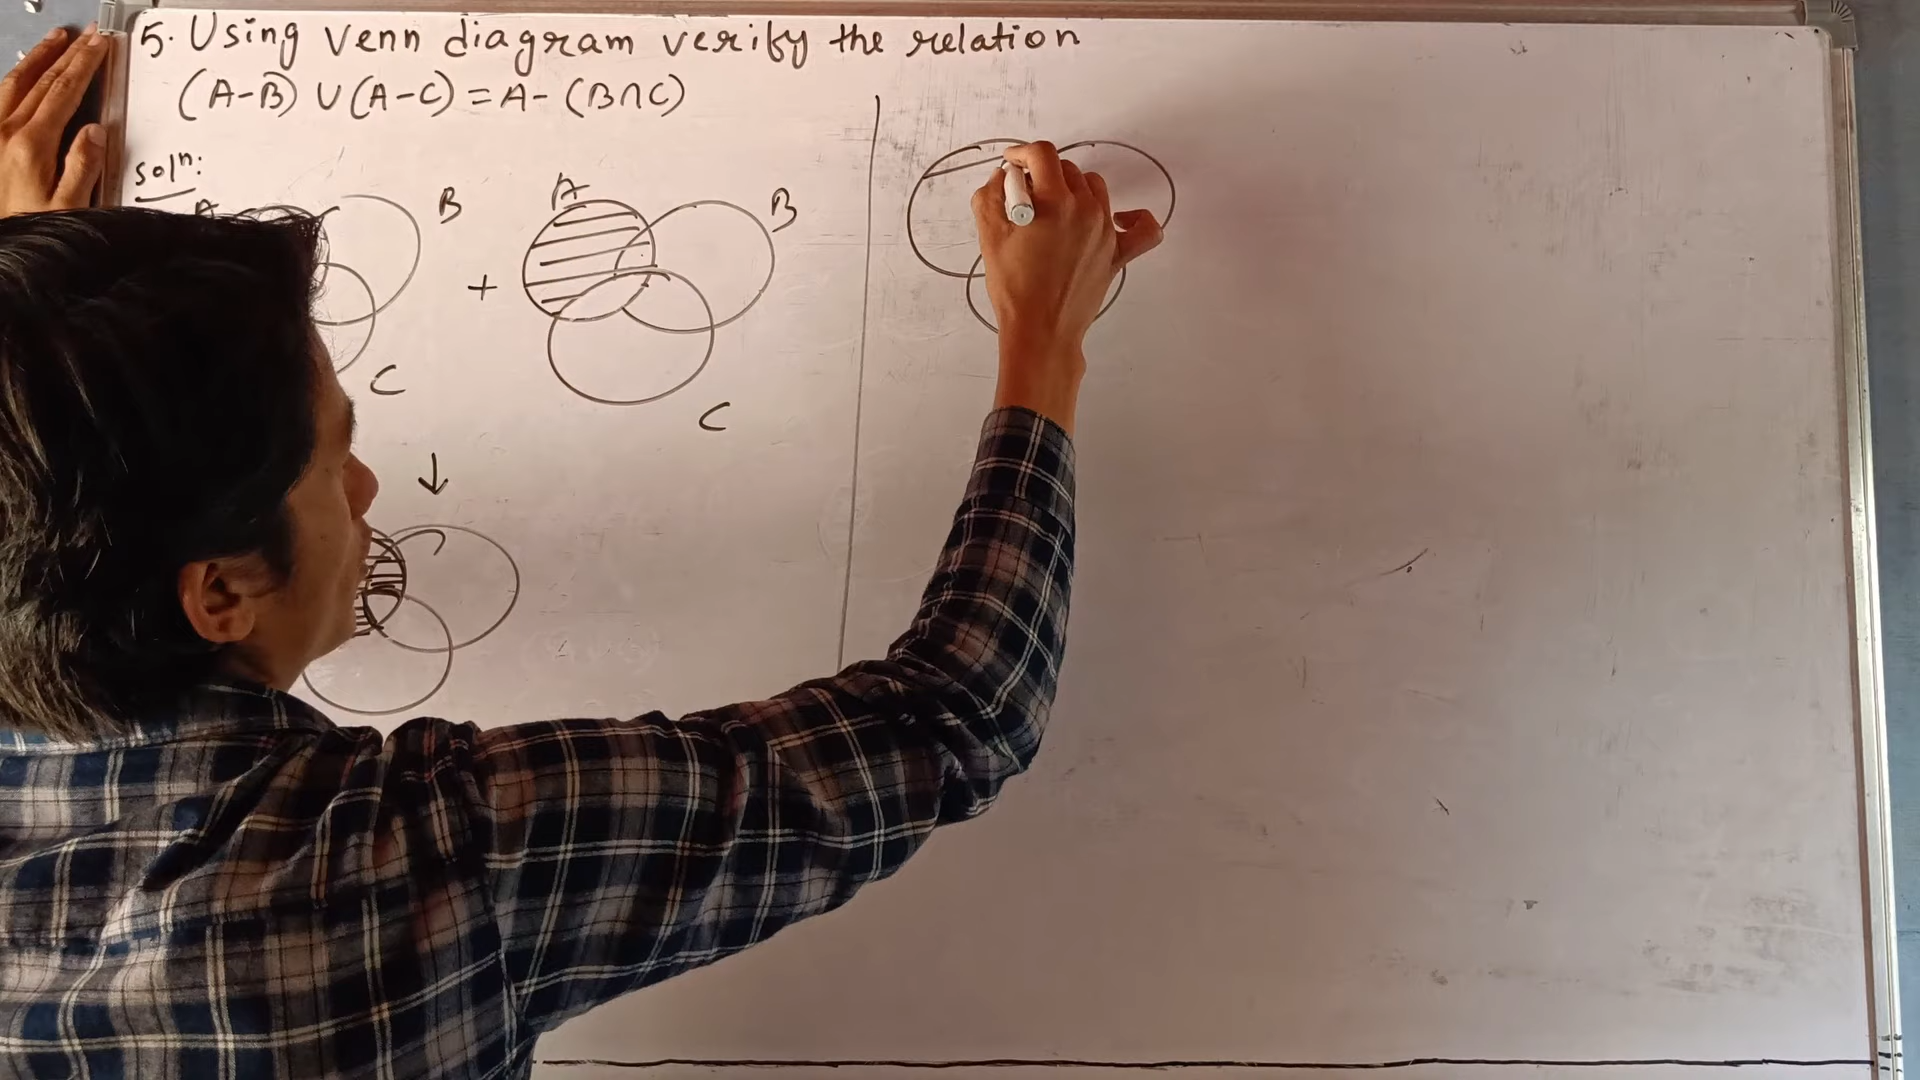 5. Using venn diagram verify the relation
(A-B) ∪ (A-C) = A - (B∩C)
Solⁿ:
A B + A B
C C
↓